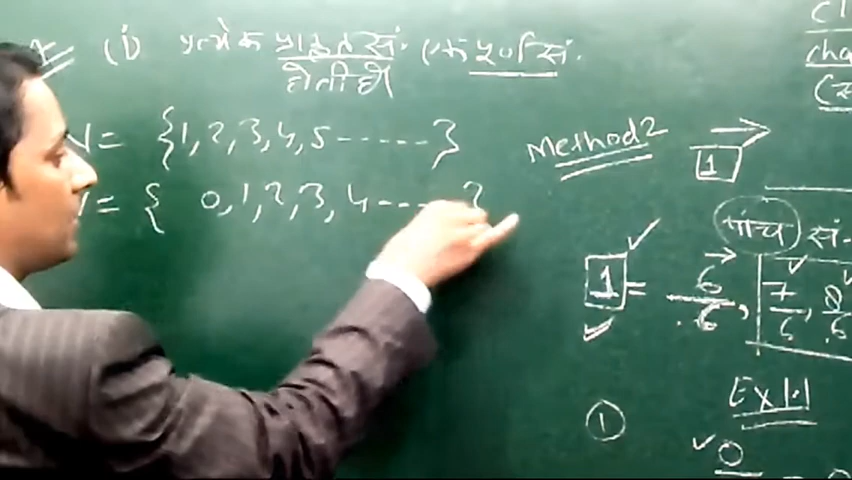 (i) प्रत्येक प्राकृत सं. एक पूर्ण सं.
होती है।
N = {1, 2, 3, 4, 5 ------}
= { 0, 1, 2, 3, 4 ---- }
Method 2
1
पांच सं.
1 = 6/6, 7/6, 8/6
Ex 1.1
1
0